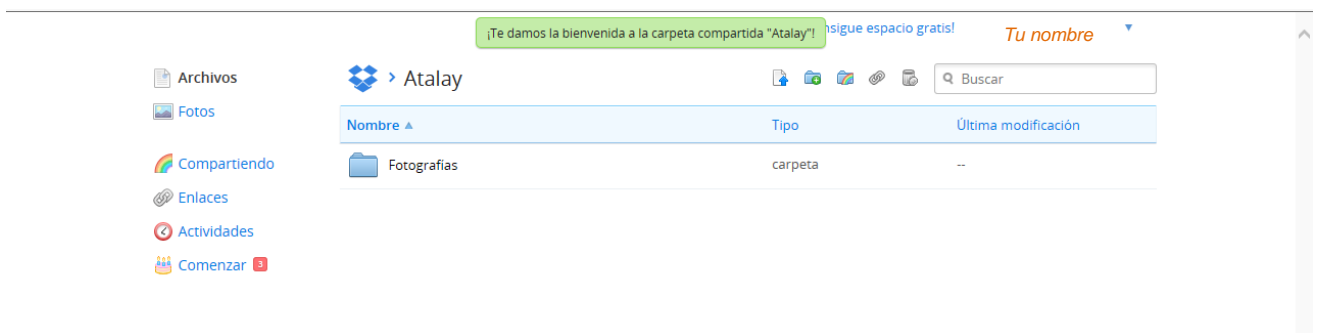 ¡Te damos la bienvenida a la carpeta compartida "Atalay"!
espacio gratis!
Tu nombre
Archivos
Fotos
Compartiendo
Enlaces
Actividades
Comenzar 3
Atalay
Buscar
Nombre Tipo Última modificación
Fotografías carpeta --